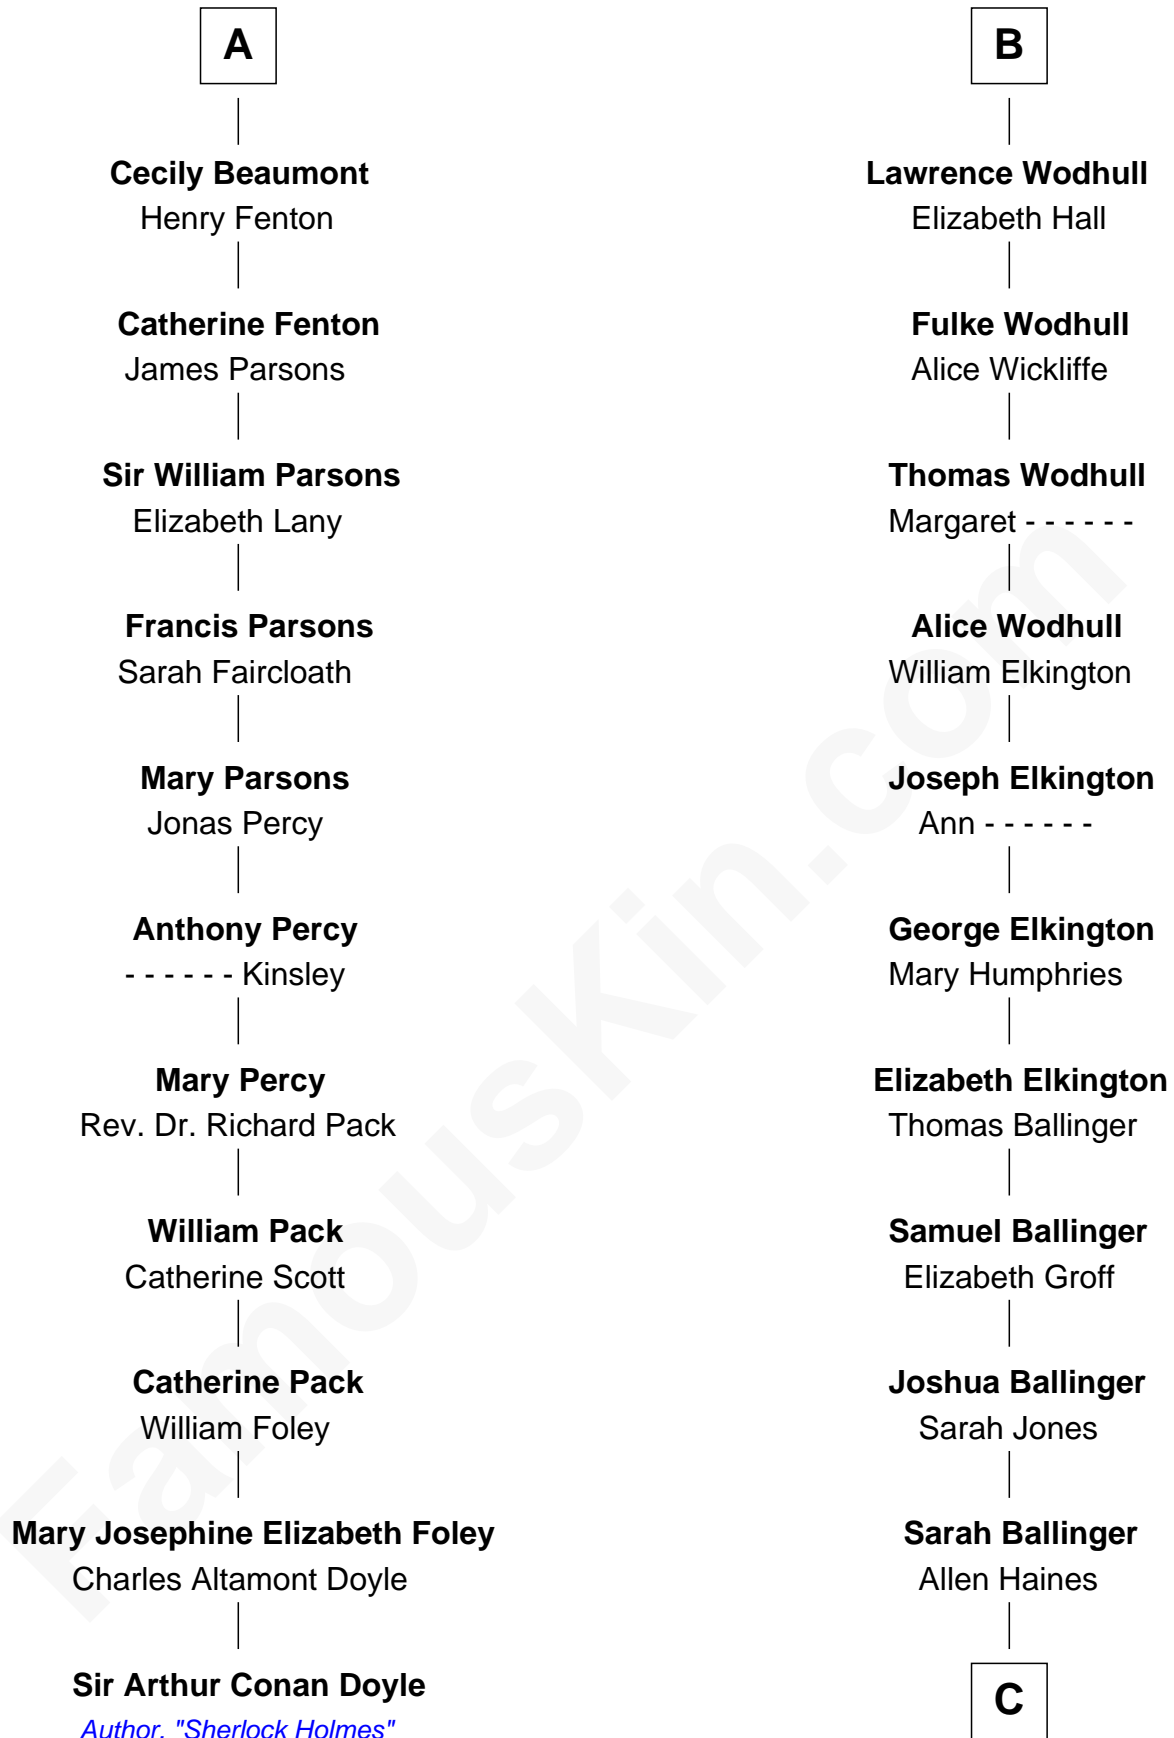 A
Cecily Beaumont
Henry Fenton
Catherine Fenton
James Parsons
Sir William Parsons
Elizabeth Lany
Francis Parsons
Sarah Faircloath
Mary Parsons
Jonas Percy
Anthony Percy
- - - - - - Kinsley
Mary Percy
Rev. Dr. Richard Pack
William Pack
Catherine Scott
Catherine Pack
William Foley
Mary Josephine Elizabeth Foley
Charles Altamont Doyle
Sir Arthur Conan Doyle
Author, "Sherlock Holmes"
B
Lawrence Wodhull
Elizabeth Hall
Fulke Wodhull
Alice Wickliffe
Thomas Wodhull
Margaret - - - - - -
Alice Wodhull
William Elkington
Joseph Elkington
Ann - - - - - -
George Elkington
Mary Humphries
Elizabeth Elkington
Thomas Ballinger
Samuel Ballinger
Elizabeth Groff
Joshua Ballinger
Sarah Jones
Sarah Ballinger
Allen Haines
C
FamousKin.com